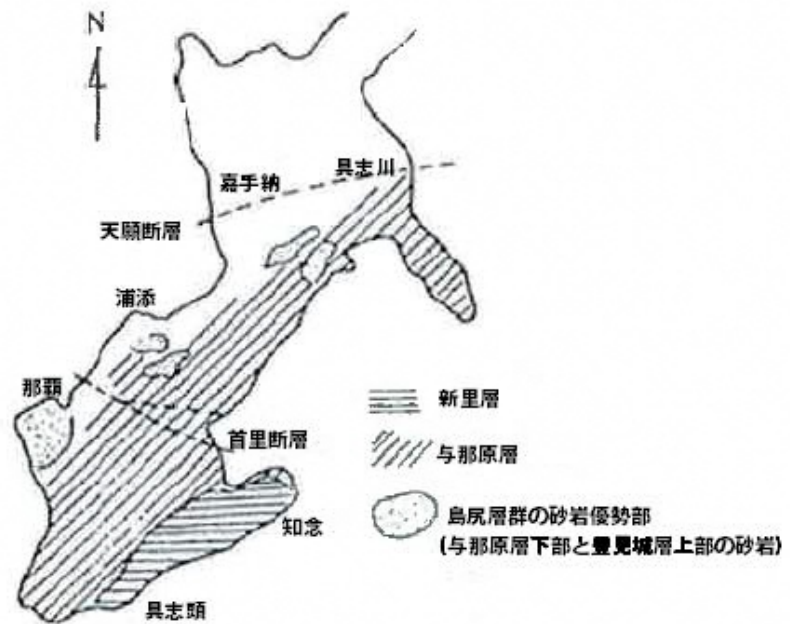 N
具志川
嘉手納
天願断層
浦添
那覇
首里断層
新里層
与那原層
知念
島尻層群の砂岩優勢部
(与那原層下部と豊見城層上部の砂岩)
具志頭